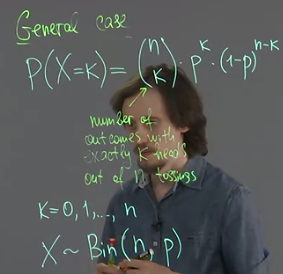 General case
P(X=k) = (n k) · p^k · (1-p)^{n-k}
number of
outcomes with
exactly k heads
out of n tossings
k=0,1,..., n
X ~ Bin(n, p)